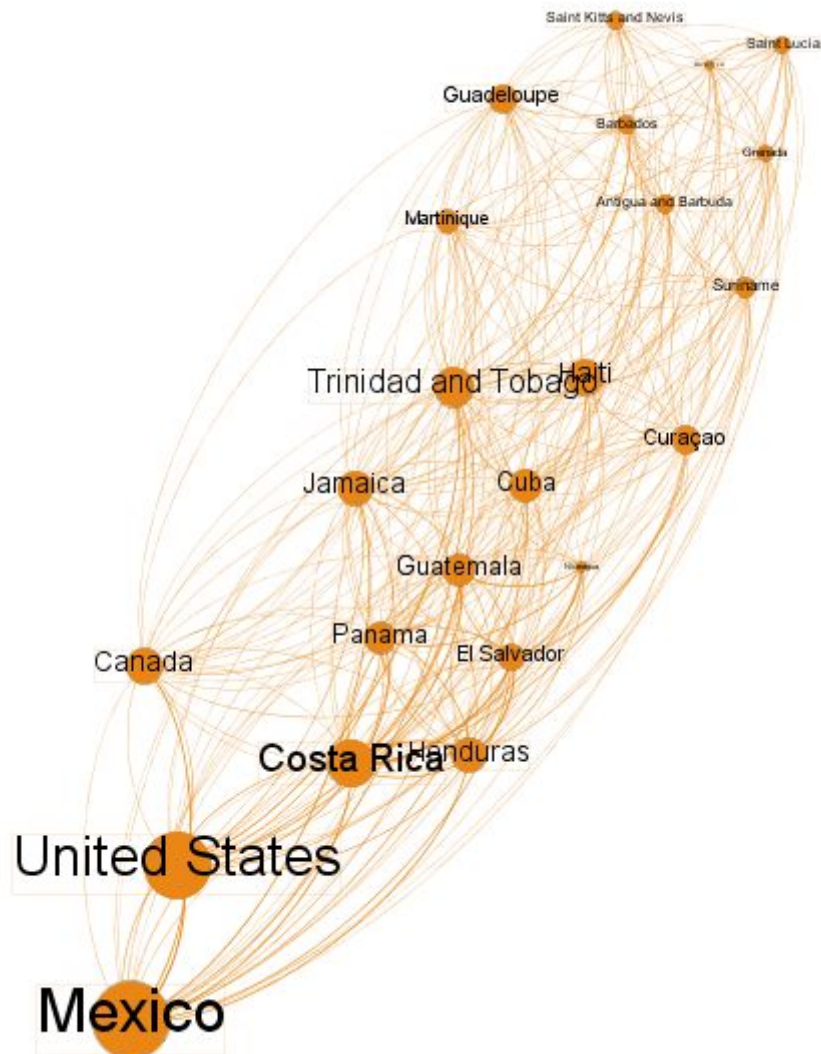 Saint Kitts and Nevis
Saint Lucia
Guadeloupe
Barbados
Grenada
Antigua and Barbuda
Martinique
Suriname
Trinidad and Tobago
Haiti
Curaçao
Jamaica
Cuba
Guatemala
Nicaragua
Panama
El Salvador
Canada
Costa Rica
Honduras
United States
Mexico